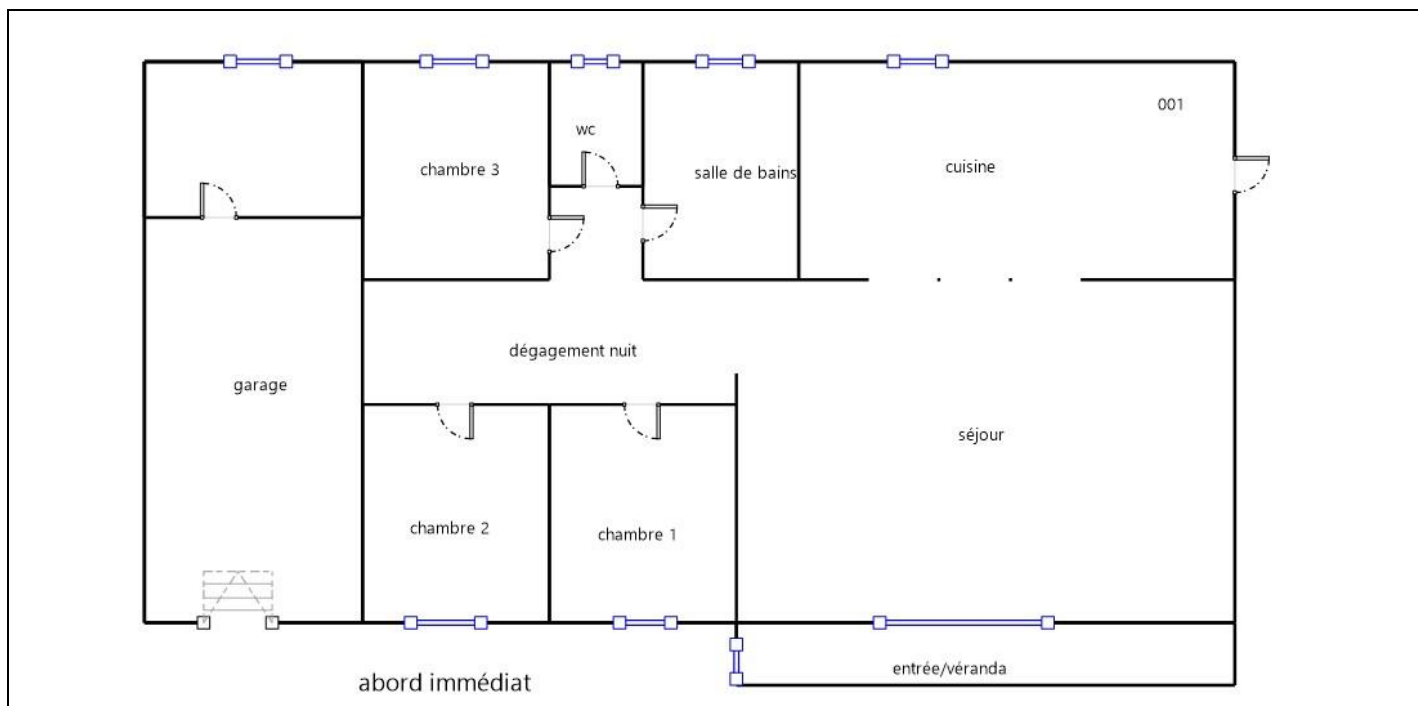 001
wc
chambre 3
salle de bains
cuisine
dégagement nuit
garage
séjour
chambre 2
chambre 1
entrée/véranda
abord immédiat